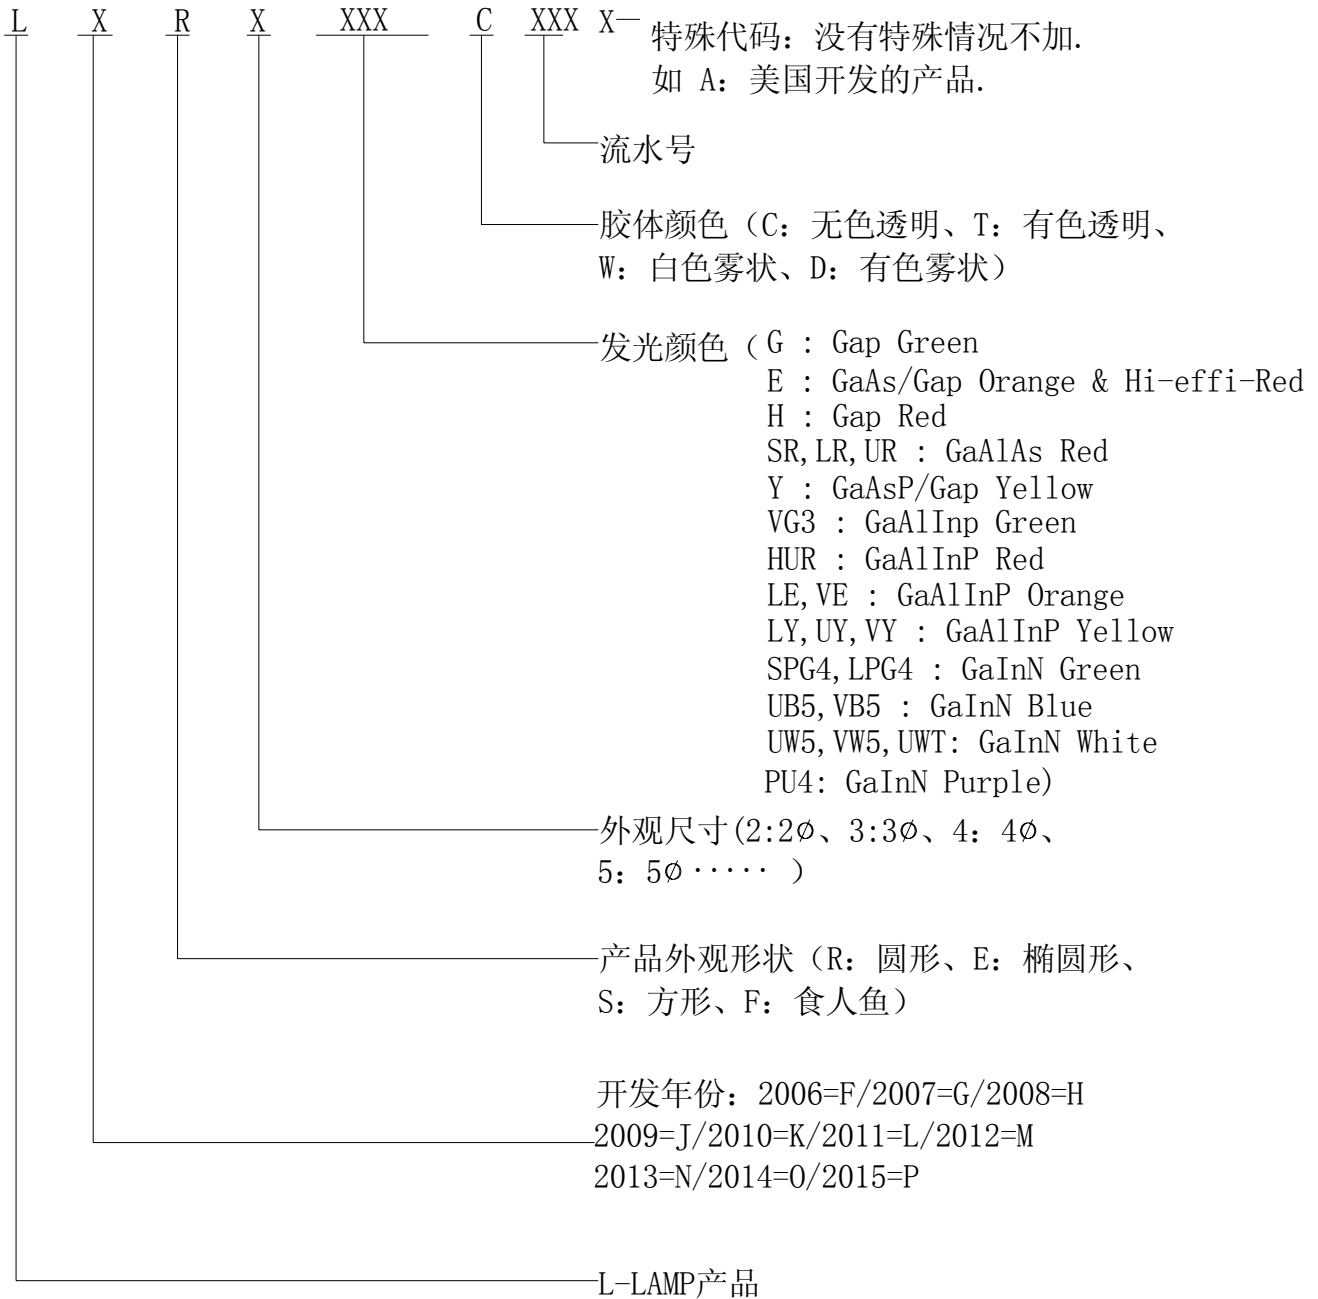 L X R X XXX C XXX X
特殊代码：没有特殊情况不加.
如 A：美国开发的产品.
流水号
胶体颜色（C：无色透明、T：有色透明、
W：白色雾状、D：有色雾状）
发光颜色（G : Gap Green
E : GaAs/Gap Orange & Hi-effi-Red
H : Gap Red
SR,LR,UR : GaAlAs Red
Y : GaAsP/Gap Yellow
VG3 : GaAlInp Green
HUR : GaAlInP Red
LE,VE : GaAlInP Orange
LY,UY,VY : GaAlInP Yellow
SPG4,LPG4 : GaInN Green
UB5,VB5 : GaInN Blue
UW5,VW5,UWT: GaInN White
PU4: GaInN Purple)
外观尺寸(2:2∅、3:3∅、4：4∅、
5：5∅ ····· ）
产品外观形状（R：圆形、E：椭圆形、
S：方形、F：食人鱼）
开发年份：2006=F/2007=G/2008=H
2009=J/2010=K/2011=L/2012=M
2013=N/2014=O/2015=P
L-LAMP产品